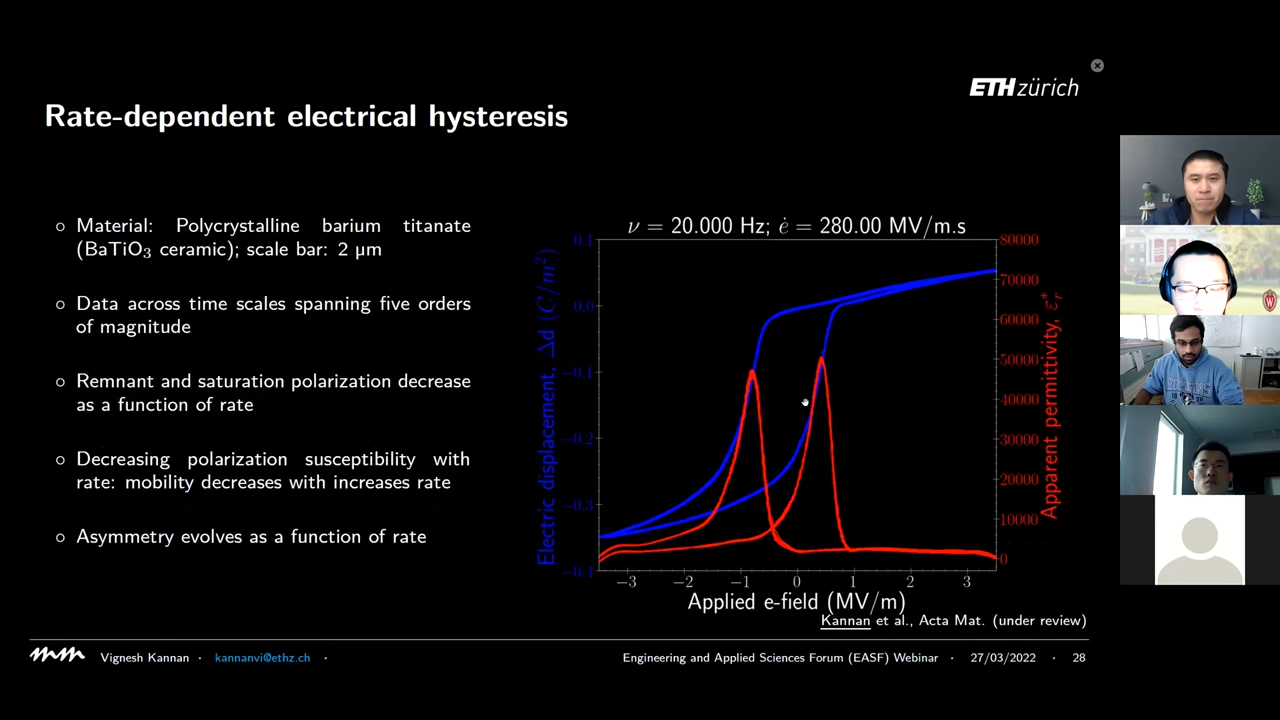 ETH zürich
Rate-dependent electrical hysteresis
○ Material: Polycrystalline barium titanate
(BaTiO₃ ceramic); scale bar: 2 µm
○ Data across time scales spanning five orders
of magnitude
○ Remnant and saturation polarization decrease
as a function of rate
○ Decreasing polarization susceptibility with
rate: mobility decreases with increases rate
○ Asymmetry evolves as a function of rate
ν = 20.000 Hz; ė = 280.00 MV/m.s
Electric displacement, Δd (C/m²)
0.1
0.0
−0.1
−0.2
−0.3
Apparent permittivity, ε*ᵣ
80000
70000
60000
50000
40000
30000
20000
10000
0
−3 −2 −1 0 1 2 3
Applied e-field (MV/m)
Kannan et al., Acta Mat. (under review)
Vignesh Kannan · kannanvi@ethz.ch ·
Engineering and Applied Sciences Forum (EASF) Webinar · 27/03/2022 · 28